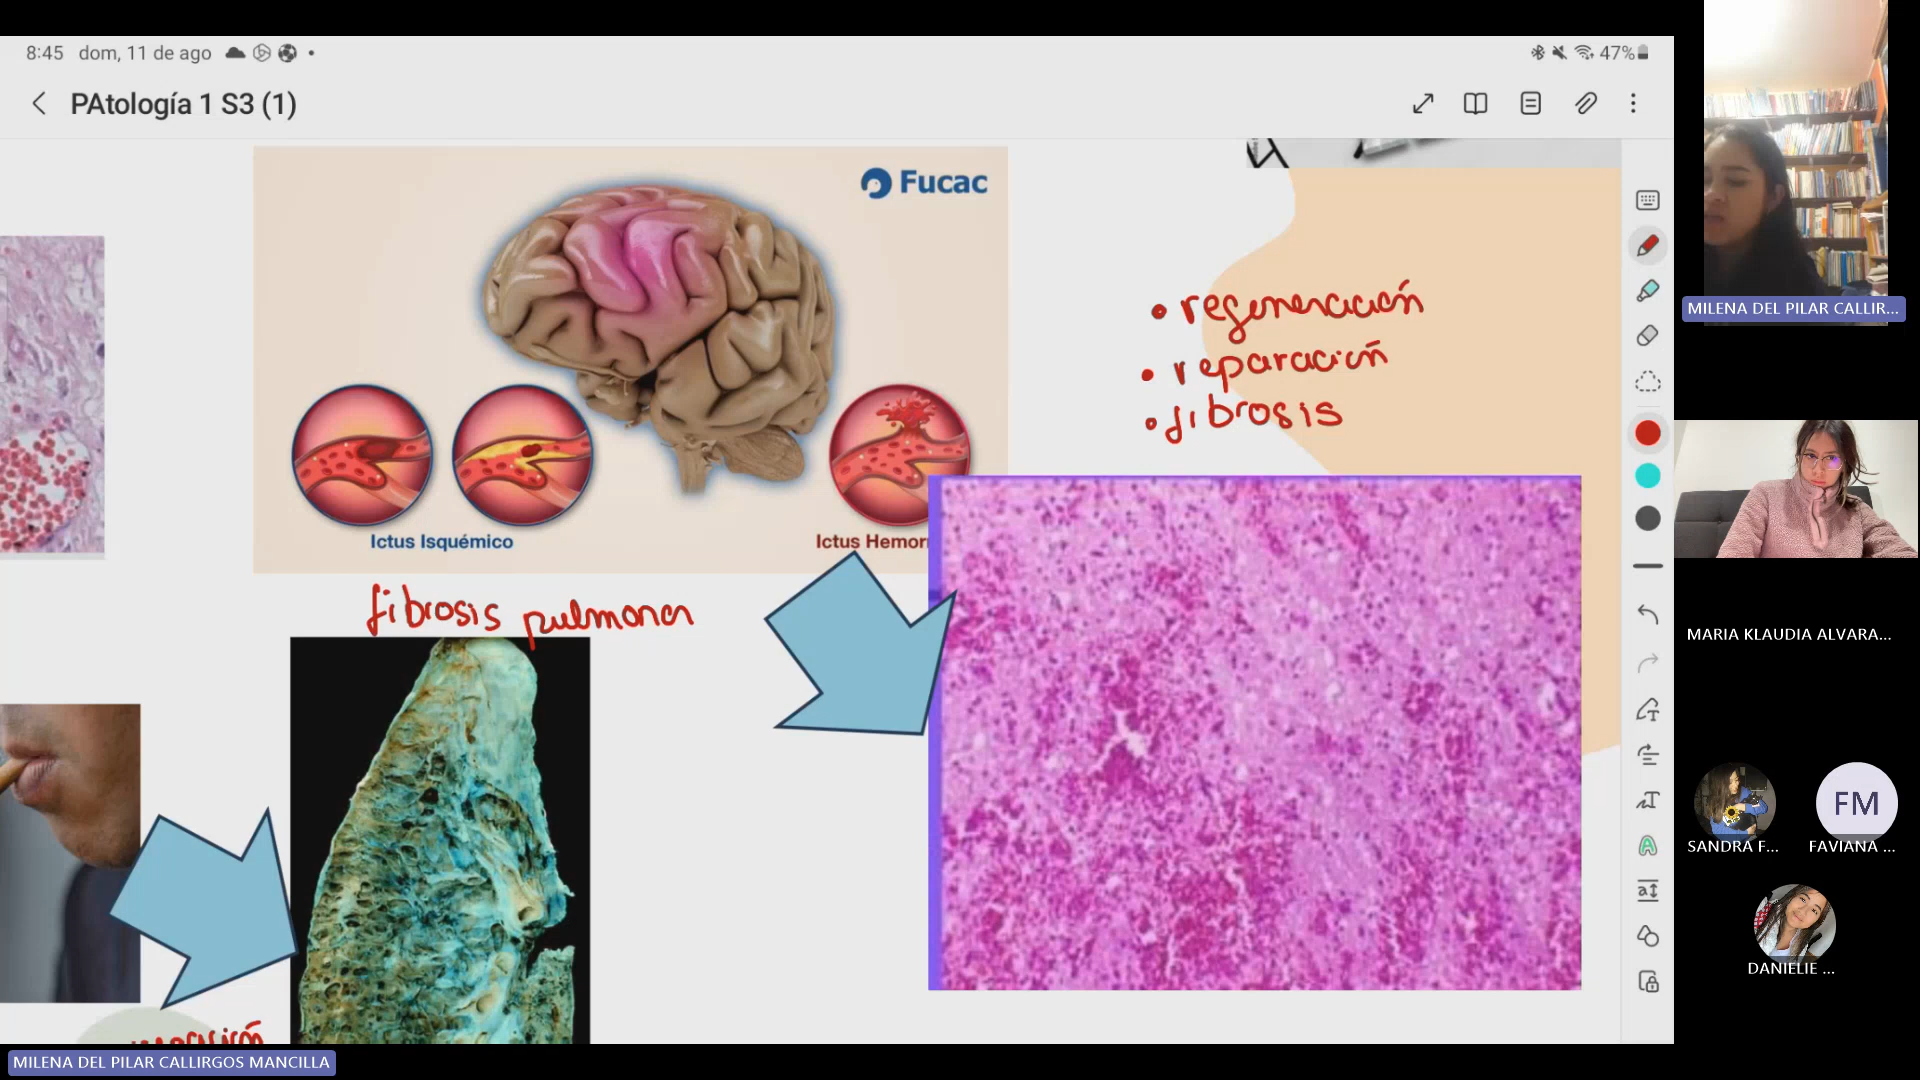 8:45 dom, 11 de ago
47%
PAtología 1 S3 (1)
Fucac
• regeneración
• reparación
• fibrosis
Ictus Isquémico
Ictus Hemorr
fibrosis pulmonar
MILENA DEL PILAR CALLIR...
MARIA KLAUDIA ALVARA...
FM
SANDRA F...
FAVIANA ...
DANIELIE ...
MILENA DEL PILAR CALLIRGOS MANCILLA